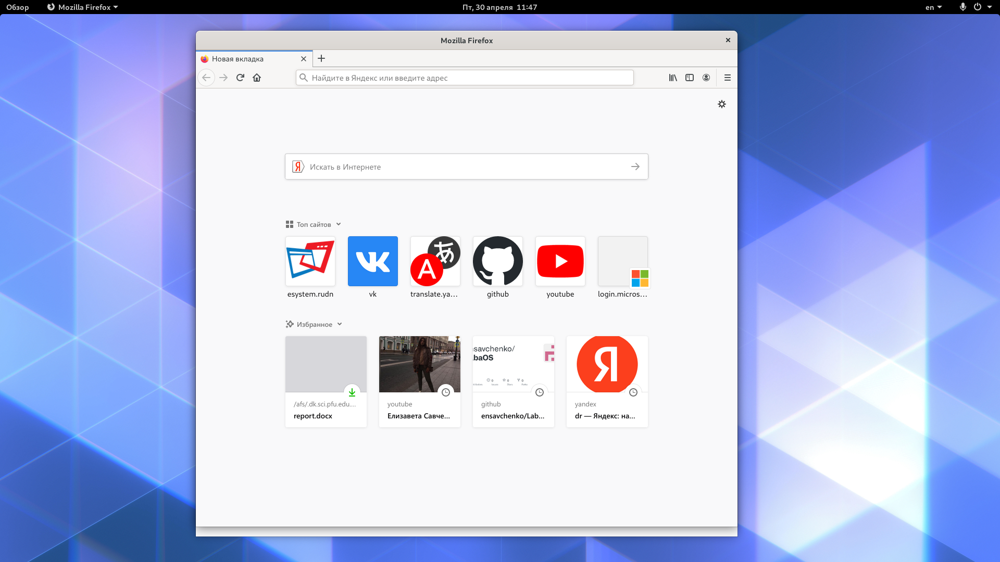 Обзор
Mozilla Firefox
Пт, 30 апреля 11:47
en
Mozilla Firefox
Новая вкладка
Найдите в Яндекс или введите адрес
Я
Искать в Интернете
Топ сайтов
あ
A
esystem.rudn
vk
translate.ya…
github
youtube
login.micros…
Избранное
nsavchenko/
baOS
Я
/afs/.dk.sci.pfu.edu.…
report.docx
youtube
Елизавета Савче…
github
ensavchenko/Lab…
yandex
dr — Яндекс: на…